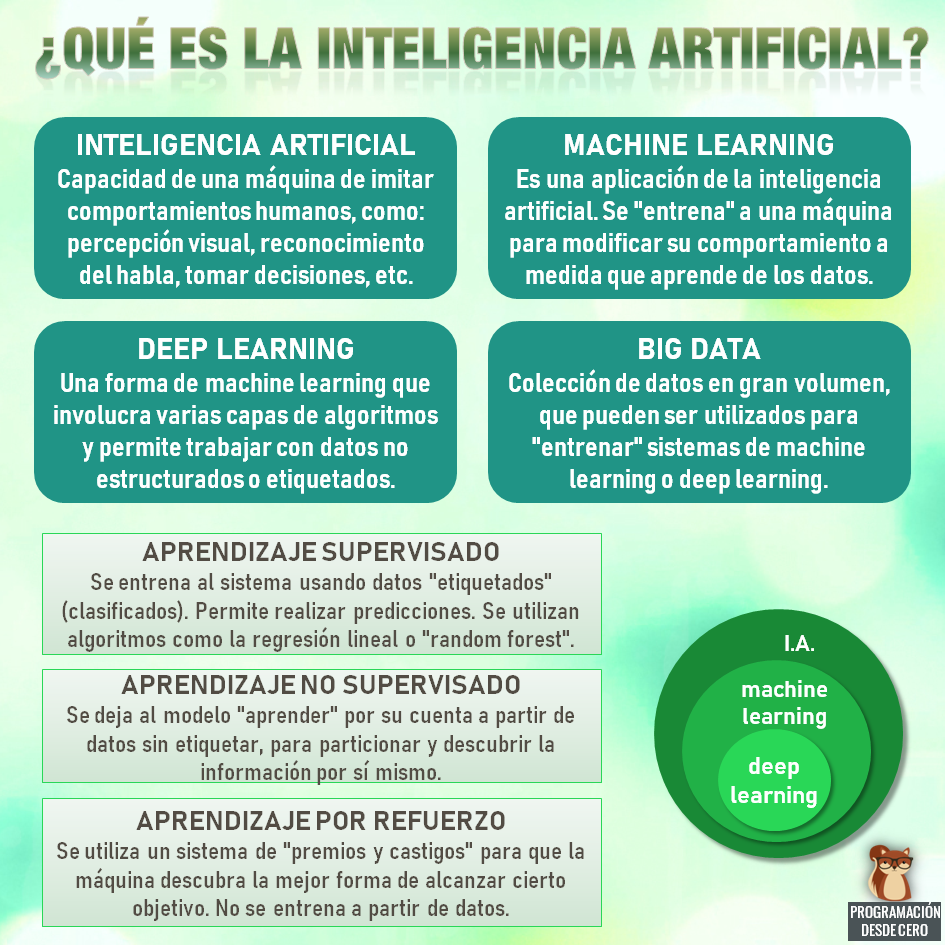 ¿QUÉ ES LA INTELIGENCIA ARTIFICIAL?
INTELIGENCIA ARTIFICIAL
Capacidad de una máquina de imitar
comportamientos humanos, como:
percepción visual, reconocimiento
del habla, tomar decisiones, etc.
MACHINE LEARNING
Es una aplicación de la inteligencia
artificial. Se "entrena" a una máquina
para modificar su comportamiento a
medida que aprende de los datos.
DEEP LEARNING
Una forma de machine learning que
involucra varias capas de algoritmos
y permite trabajar con datos no
estructurados o etiquetados.
BIG DATA
Colección de datos en gran volumen,
que pueden ser utilizados para
"entrenar" sistemas de machine
learning o deep learning.
APRENDIZAJE SUPERVISADO
Se entrena al sistema usando datos "etiquetados"
(clasificados). Permite realizar predicciones. Se utilizan
algoritmos como la regresión lineal o "random forest".
APRENDIZAJE NO SUPERVISADO
Se deja al modelo "aprender" por su cuenta a partir de
datos sin etiquetar, para particionar y descubrir la
información por sí mismo.
APRENDIZAJE POR REFUERZO
Se utiliza un sistema de "premios y castigos" para que la
máquina descubra la mejor forma de alcanzar cierto
objetivo. No se entrena a partir de datos.
I.A.
machine
learning
deep
learning
PROGRAMACIÓN
DESDE CERO